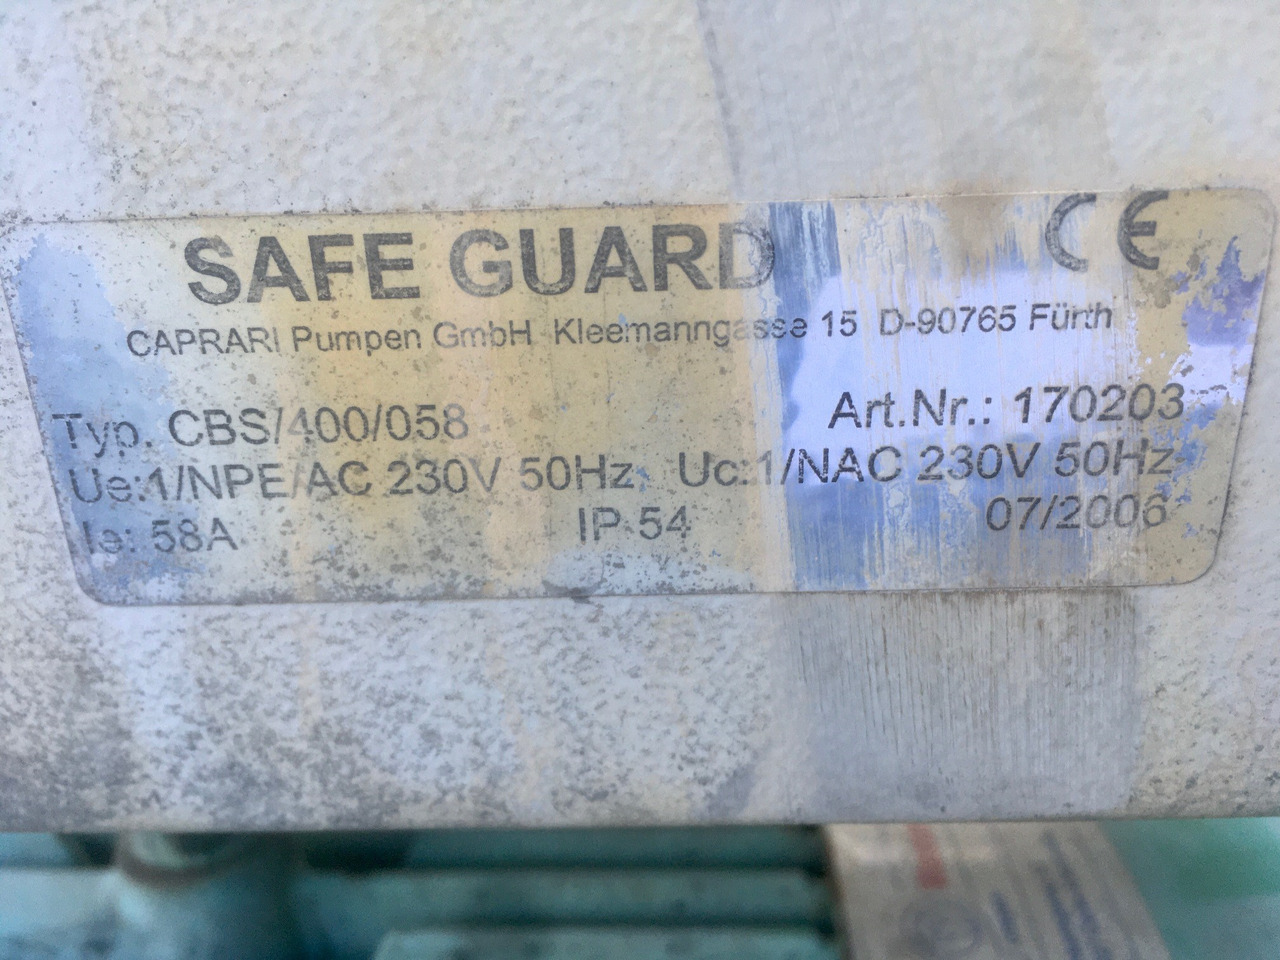 CE
SAFE GUARD
CAPRARI Pumpen GmbH Kleemanngasse 15 D-90765 Fürth
Typ. CBS/400/058 Art.Nr.: 170203
Ue:1/NPE/AC 230V 50Hz Uc:1/NAC 230V 50Hz
Ie: 58A IP 54 07/2006